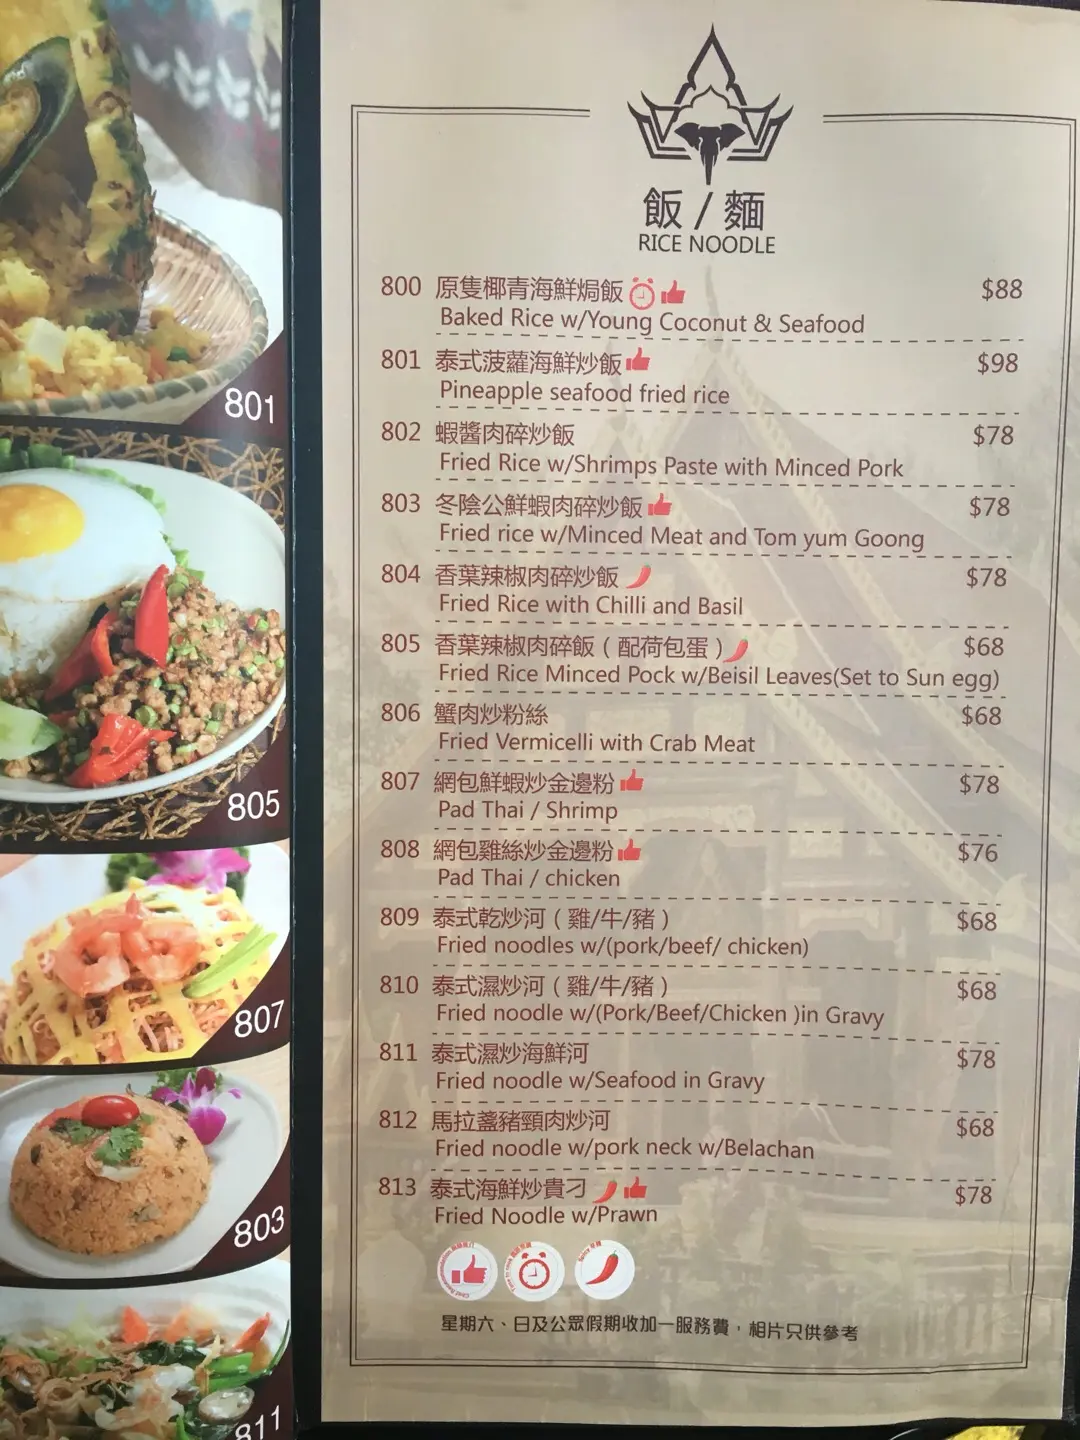 飯 / 麵
RICE NOODLE
800 原隻椰青海鮮焗飯 $88
Baked Rice w/Young Coconut & Seafood
801 泰式菠蘿海鮮炒飯 $98
Pineapple seafood fried rice
802 蝦醬肉碎炒飯 $78
Fried Rice w/Shrimps Paste with Minced Pork
803 冬陰公鮮蝦肉碎炒飯 $78
Fried rice w/Minced Meat and Tom yum Goong
804 香葉辣椒肉碎炒飯 $78
Fried Rice with Chilli and Basil
805 香葉辣椒肉碎飯 ( 配荷包蛋 ) $68
Fried Rice Minced Pock w/Beisil Leaves(Set to Sun egg)
806 蟹肉炒粉絲 $68
Fried Vermicelli with Crab Meat
807 網包鮮蝦炒金邊粉 $78
Pad Thai / Shrimp
808 網包雞絲炒金邊粉 $76
Pad Thai / chicken
809 泰式乾炒河 ( 雞/牛/豬 ) $68
Fried noodles w/(pork/beef/ chicken)
810 泰式濕炒河 ( 雞/牛/豬 ) $68
Fried noodle w/(Pork/Beef/Chicken )in Gravy
811 泰式濕炒海鮮河 $78
Fried noodle w/Seafood in Gravy
812 馬拉盞豬頸肉炒河 $68
Fried noodle w/pork neck w/Belachan
813 泰式海鮮炒貴刁 $78
Fried Noodle w/Prawn
星期六、日及公眾假期收加一服務費，相片只供參考
801
805
807
803
811